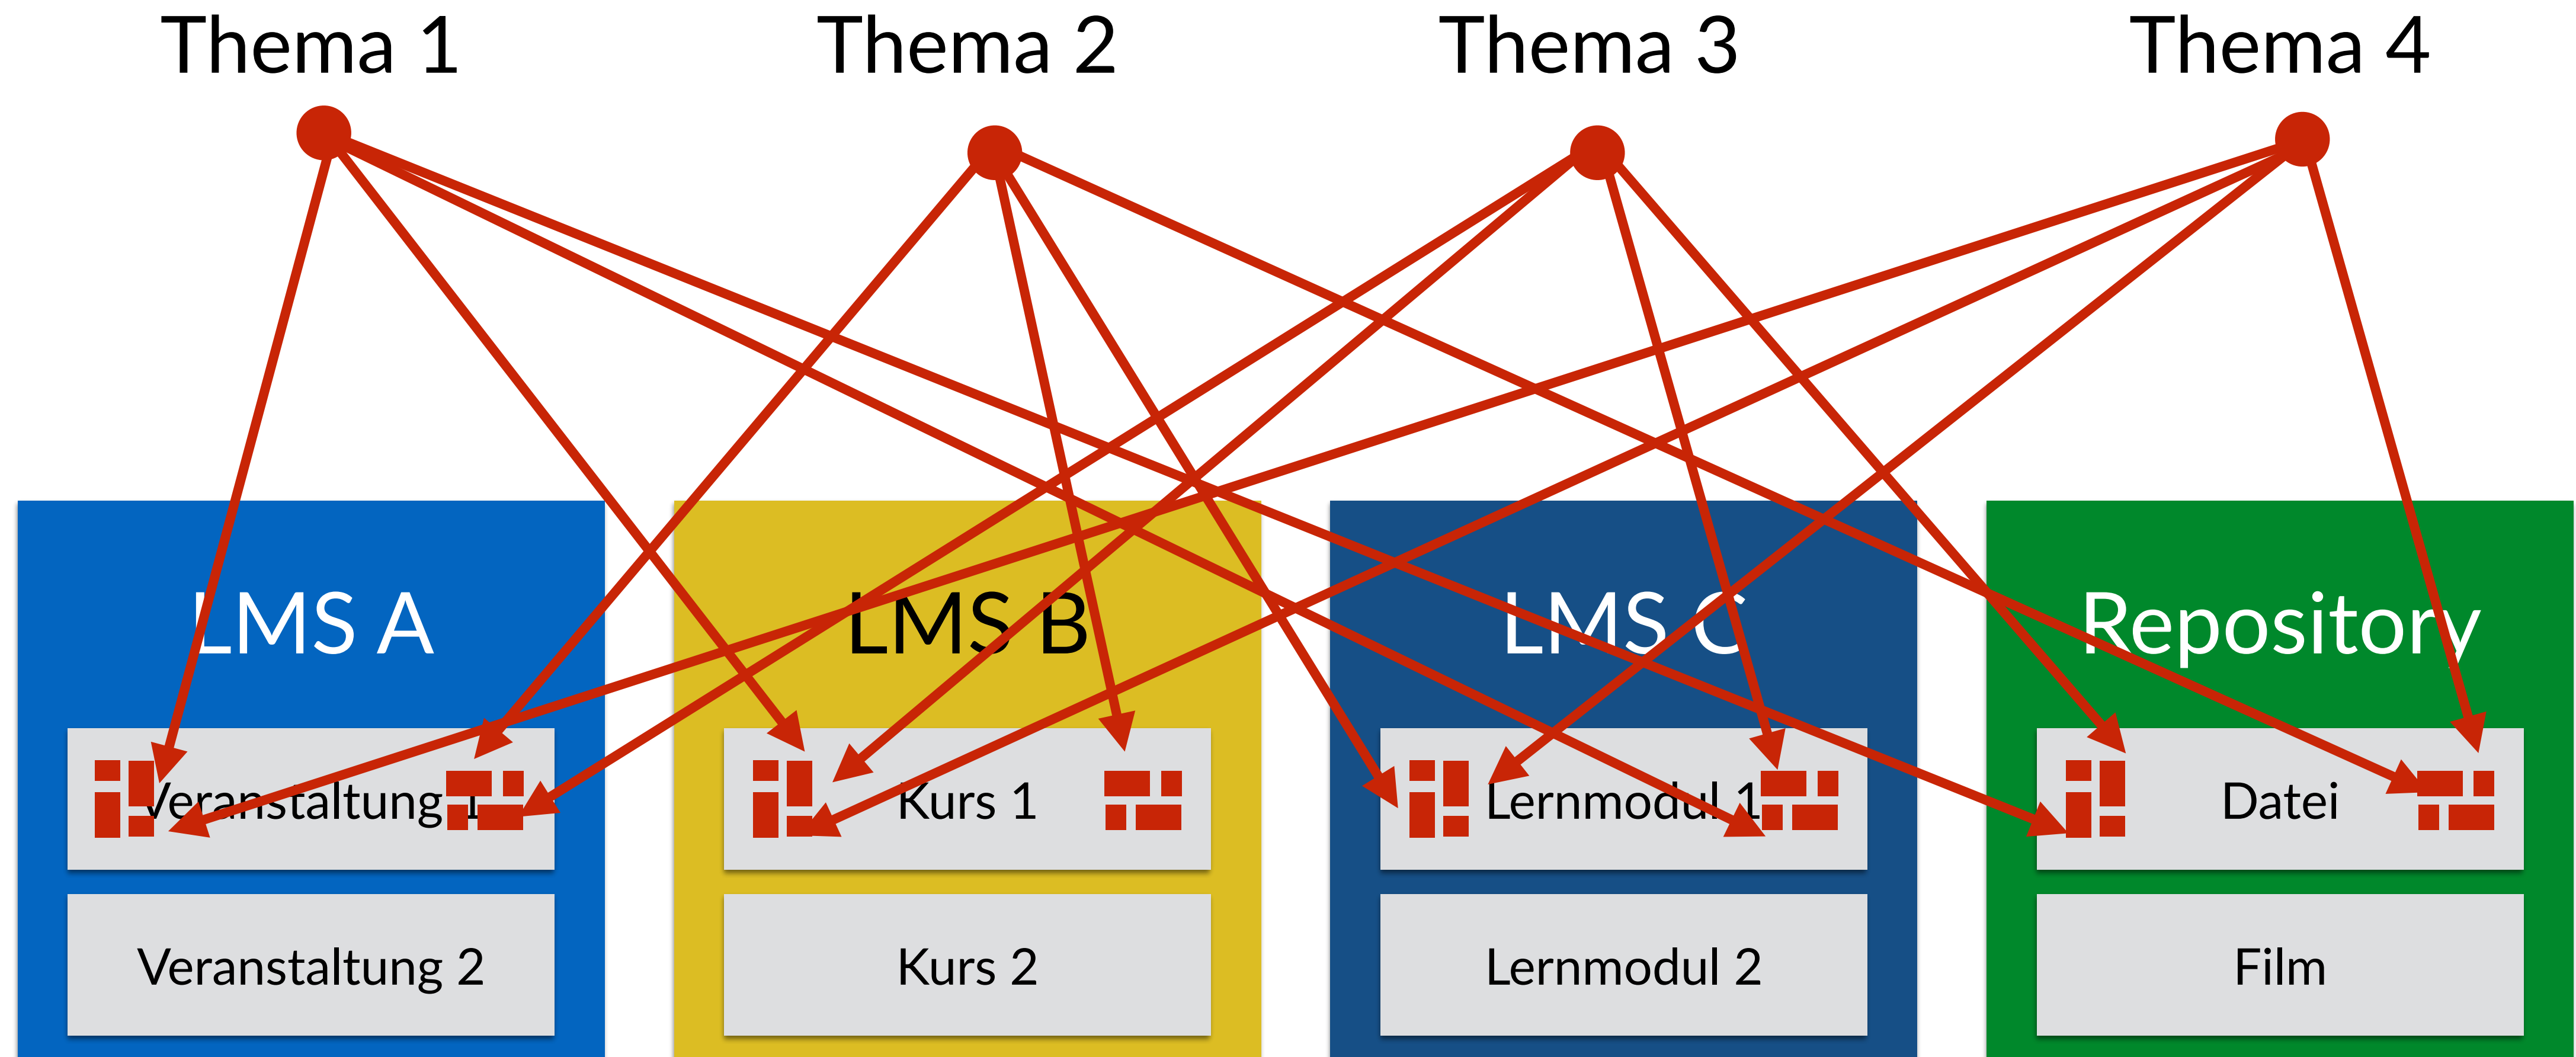 Thema 1
Thema 2
Thema 3
Thema 4
LMS A
LMS B
LMS C
Repository
Veranstaltung 1
Kurs 1
Lernmodul 1
Datei
Veranstaltung 2
Kurs 2
Lernmodul 2
Film